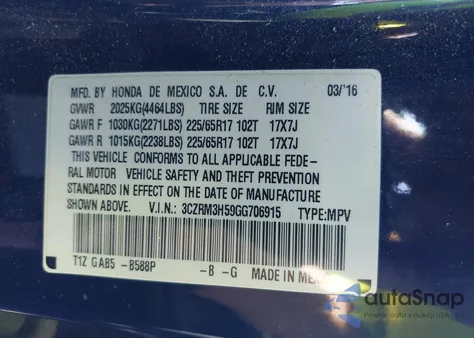 MFD. BY HONDA DE MEXICO S.A. DE C.V. 03/'16
GVWR 2025KG(4464LBS) TIRE SIZE RIM SIZE
GAWR F 1030KG(2271LBS) 225/65R17 102T 17X7J
GAWR R 1015KG(2238LBS) 225/65R17 102T 17X7J
THIS VEHICLE CONFORMS TO ALL APPLICABLE FEDE-
RAL MOTOR VEHICLE SAFETY AND THEFT PREVENTION
STANDARDS IN EFFECT ON THE DATE OF MANUFACTURE
SHOWN ABOVE. V.I.N.: 3CZRM3H59GG706915 TYPE:MPV
T1Z GAB5 -B588P -B -G MADE IN MEX
autoSnap